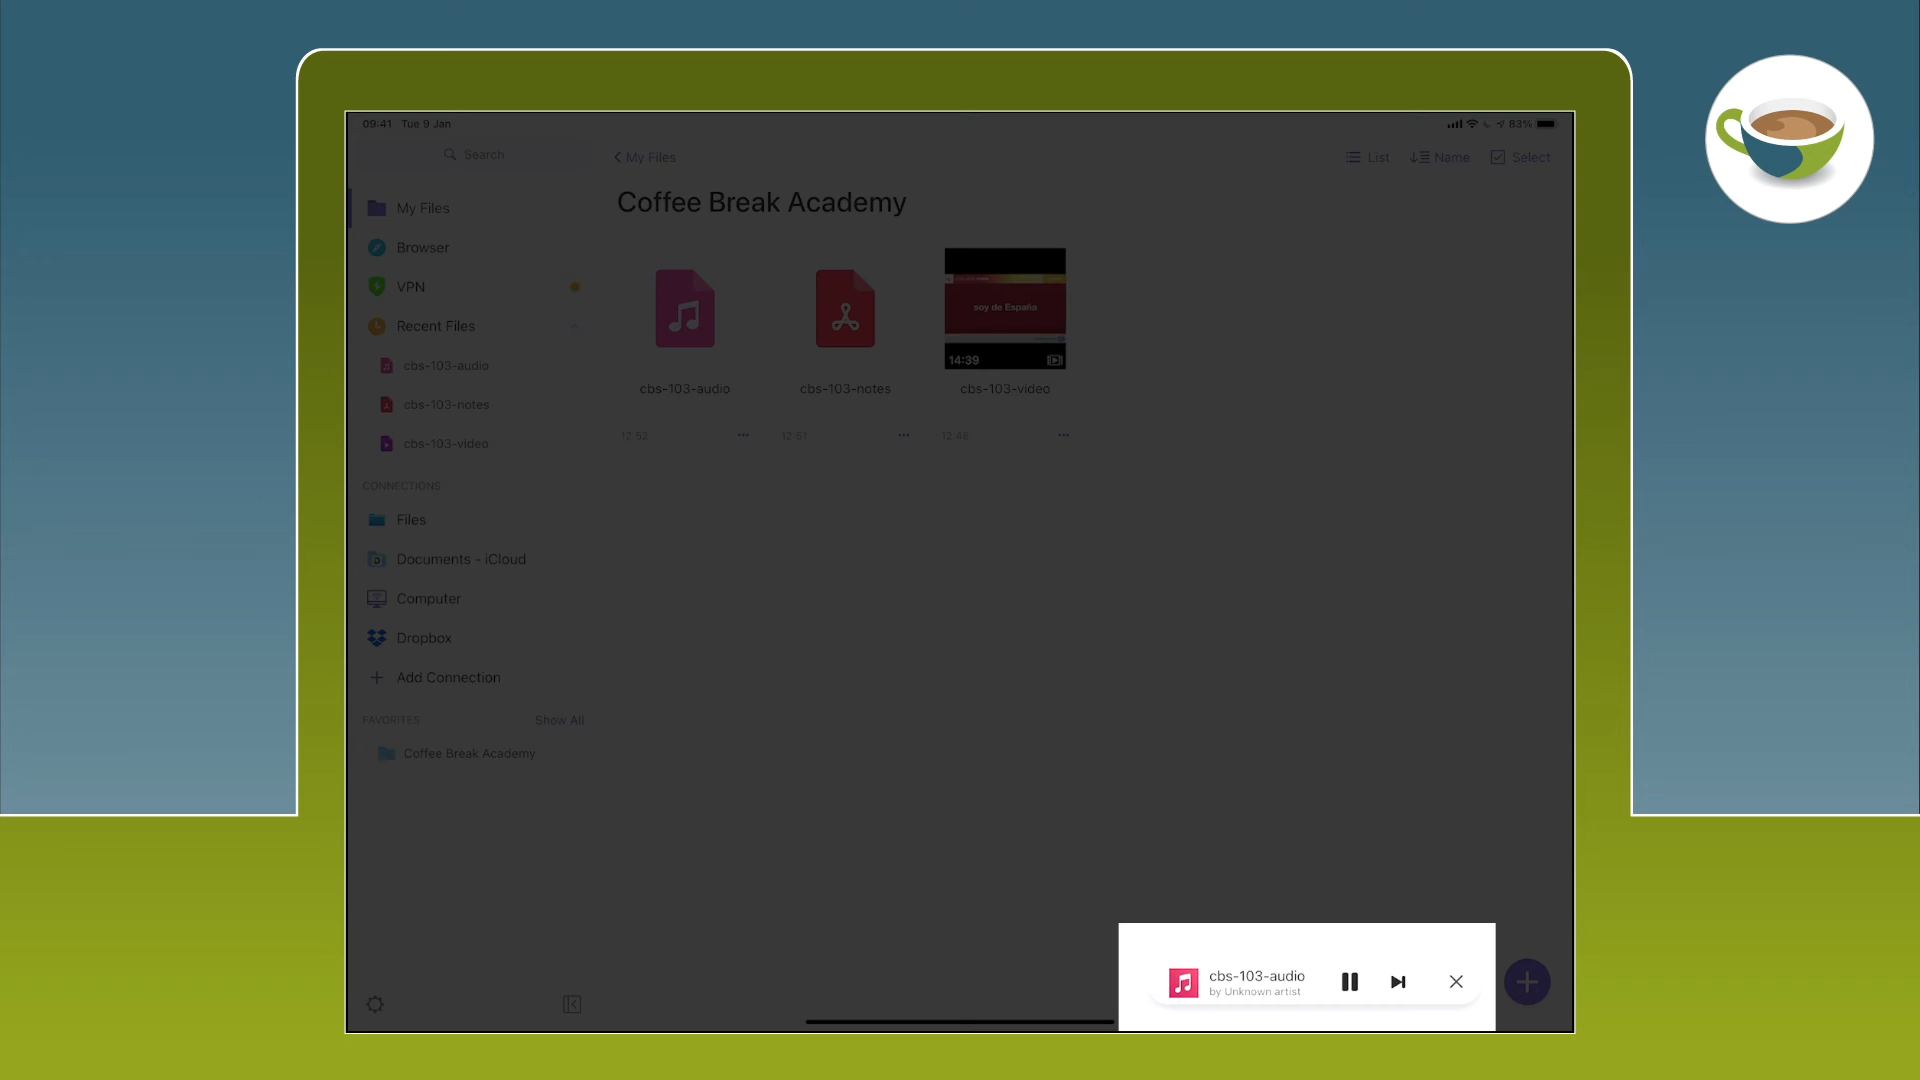 09:41 Tue 9 Jan
83%
Search
My Files
Browser
VPN
Recent Files
cbs-103-audio
cbs-103-notes
cbs-103-video
CONNECTIONS
Files
Documents - iCloud
Computer
Dropbox
Add Connection
FAVORITES Show All
Coffee Break Academy
My Files
List Name Select
Coffee Break Academy
soy de España
14:39
cbs-103-audio cbs-103-notes cbs-103-video
12:52 12:51 12:46
cbs-103-audio
by Unknown artist